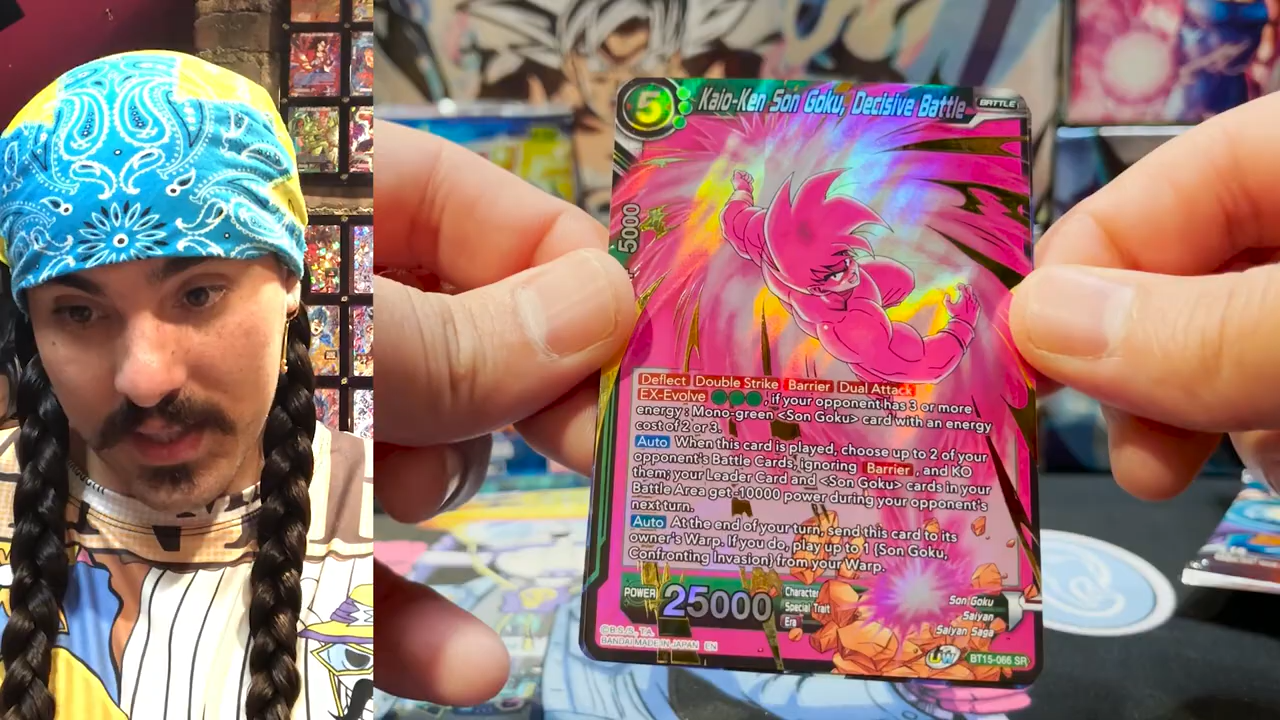 5 Kaio-Ken Son Goku, Decisive Battle BATTLE
5000
Deflect Double Strike Barrier Dual Attack
EX-Evolve , if your opponent has 3 or more
energy : Mono-green <Son Goku> card with an energy
cost of 2 or 3.
Auto When this card is played, choose up to 2 of your
opponent's Battle Cards, ignoring Barrier , and KO
them; your Leader Card and <Son Goku> cards in your
Battle Area get -10000 power during your opponent's
next turn.
Auto At the end of your turn, send this card to its
owner's Warp. If you do, play up to 1 {Son Goku,
Confronting Invasion} from your Warp.
POWER 25000
Character Son Goku
Special Trait Saiyan
Era Saiyan Saga
©B.S./S., T.A.
BANDAI MADE IN JAPAN EN
UW BT15-066 SR